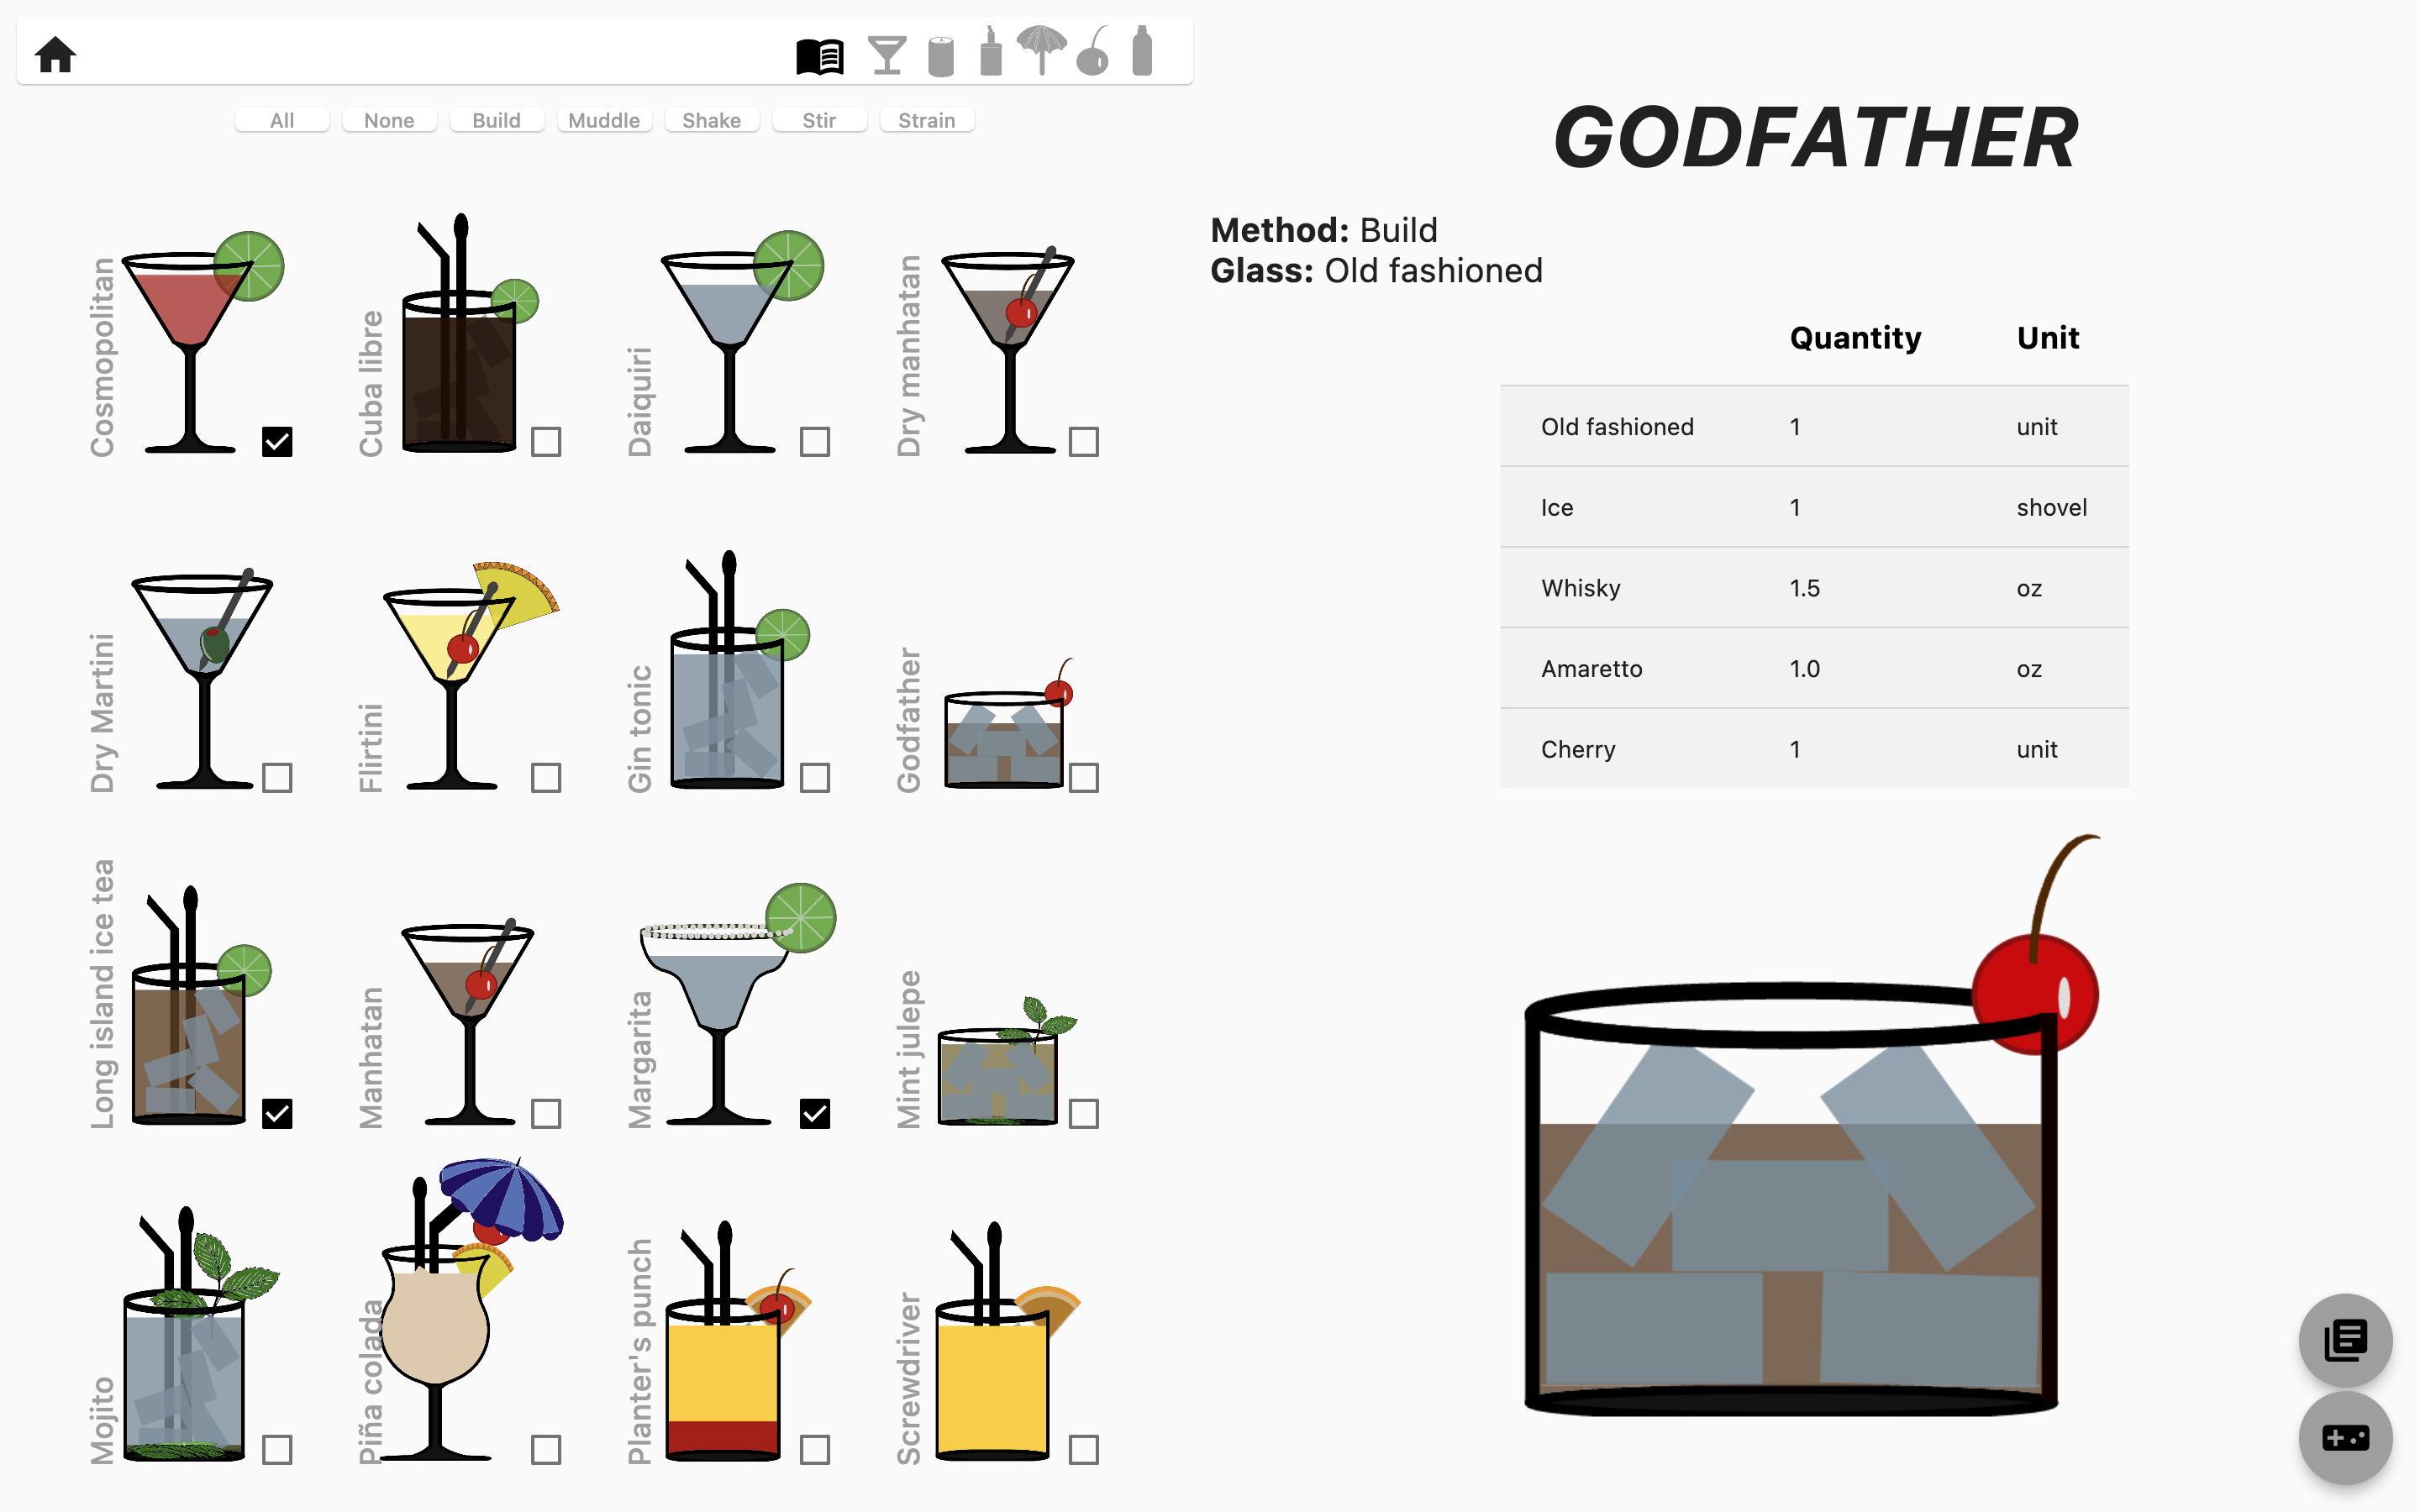 All None Build Muddle Shake Stir Strain
Cosmopolitan
Cuba libre
Daiquiri
Dry manhatan
Dry Martini
Flirtini
Gin tonic
Godfather
Long island ice tea
Manhatan
Margarita
Mint julepe
Mojito
Piña colada
Planter's punch
Screwdriver
GODFATHER
Method: Build
Glass: Old fashioned
Quantity Unit
Old fashioned 1 unit
Ice 1 shovel
Whisky 1.5 oz
Amaretto 1.0 oz
Cherry 1 unit